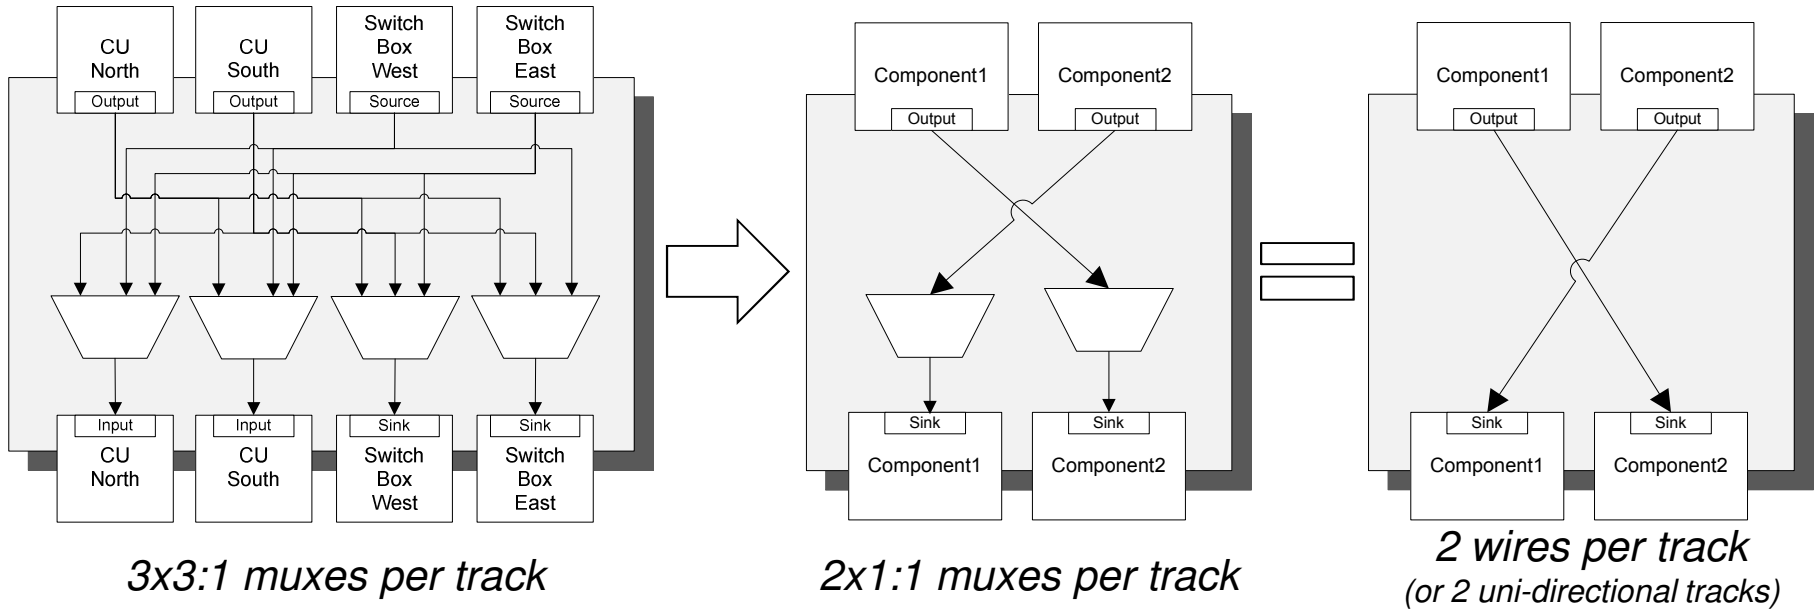 CU
North
Output
CU
South
Output
Switch
Box
West
Source
Switch
Box
East
Source
Input
CU
North
Input
CU
South
Sink
Switch
Box
West
Sink
Switch
Box
East
3x3:1 muxes per track
Component1
Output
Component2
Output
Sink
Component1
Sink
Component2
2x1:1 muxes per track
Component1
Output
Component2
Output
Sink
Component1
Sink
Component2
2 wires per track
(or 2 uni-directional tracks)